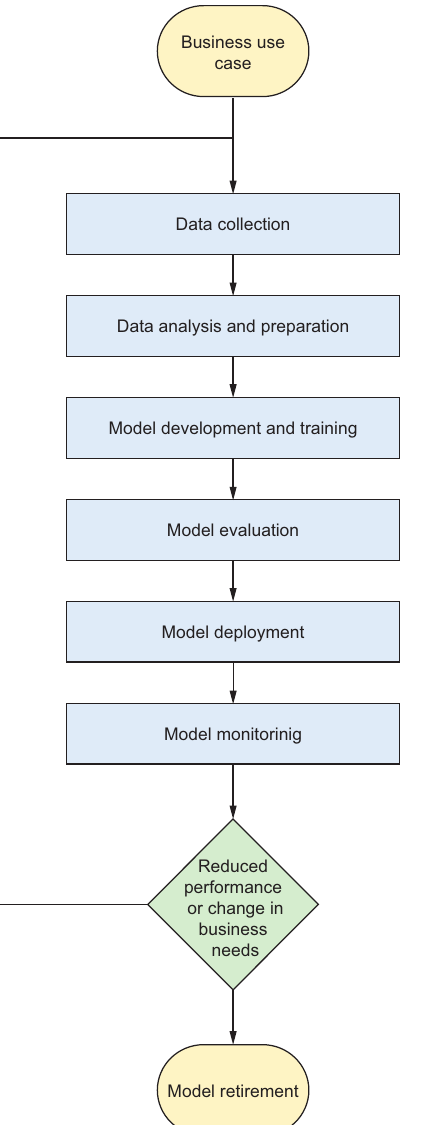 Business use
case
Data collection
Data analysis and preparation
Model development and training
Model evaluation
Model deployment
Model monitorinig
Reduced
performance
or change in
business
needs
Model retirement